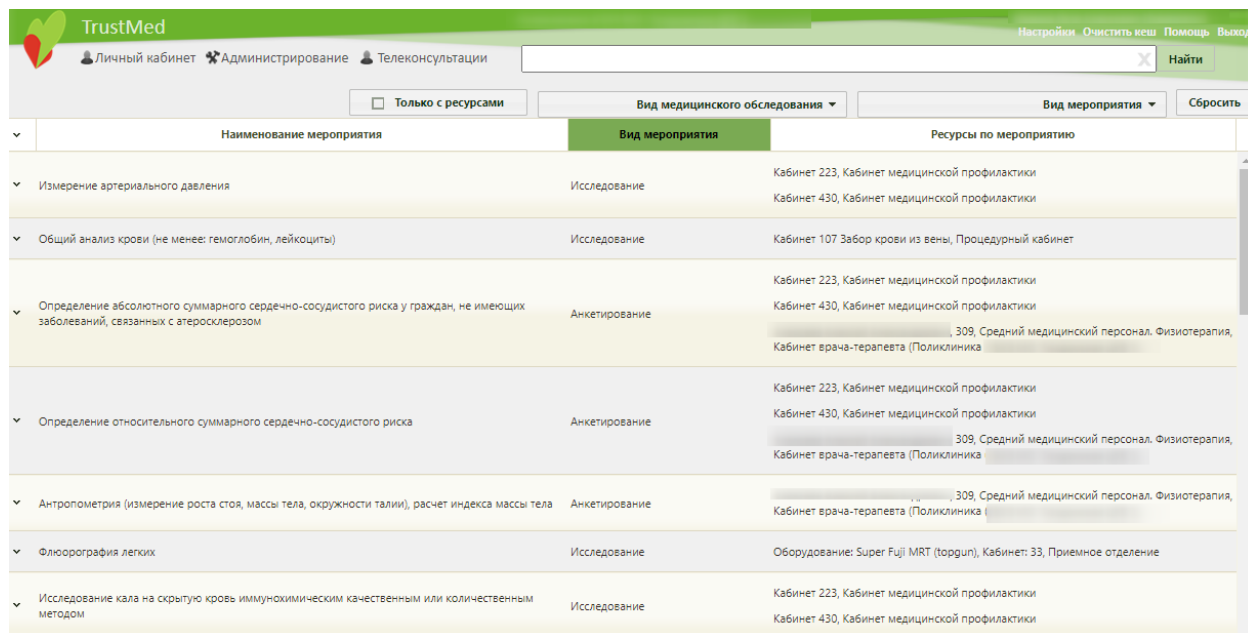 TrustMed
Настройки Очистить кеш Помощь Выход
Личный кабинет Администрирование Телеконсультации
X Найти
Только с ресурсами Вид медицинского обследования Вид мероприятия Сбросить
Наименование мероприятия Вид мероприятия Ресурсы по мероприятию
Измерение артериального давления Исследование
Кабинет 223, Кабинет медицинской профилактики
Кабинет 430, Кабинет медицинской профилактики
Общий анализ крови (не менее: гемоглобин, лейкоциты) Исследование Кабинет 107 Забор крови из вены, Процедурный кабинет
Определение абсолютного суммарного сердечно-сосудистого риска у граждан, не имеющих
заболеваний, связанных с атеросклерозом
Анкетирование
Кабинет 223, Кабинет медицинской профилактики
Кабинет 430, Кабинет медицинской профилактики
, 309, Средний медицинский персонал. Физиотерапия,
Кабинет врача-терапевта (Поликлиника
Определение относительного суммарного сердечно-сосудистого риска Анкетирование
Кабинет 223, Кабинет медицинской профилактики
Кабинет 430, Кабинет медицинской профилактики
309, Средний медицинский персонал. Физиотерапия,
Кабинет врача-терапевта (Поликлиника
Антропометрия (измерение роста стоя, массы тела, окружности талии), расчет индекса массы тела Анкетирование
, 309, Средний медицинский персонал. Физиотерапия,
Кабинет врача-терапевта (Поликлиника
Флюорография легких Исследование Оборудование: Super Fuji MRT (topgun), Кабинет: 33, Приемное отделение
Исследование кала на скрытую кровь иммунохимическим качественным или количественным
методом
Исследование
Кабинет 223, Кабинет медицинской профилактики
Кабинет 430, Кабинет медицинской профилактики